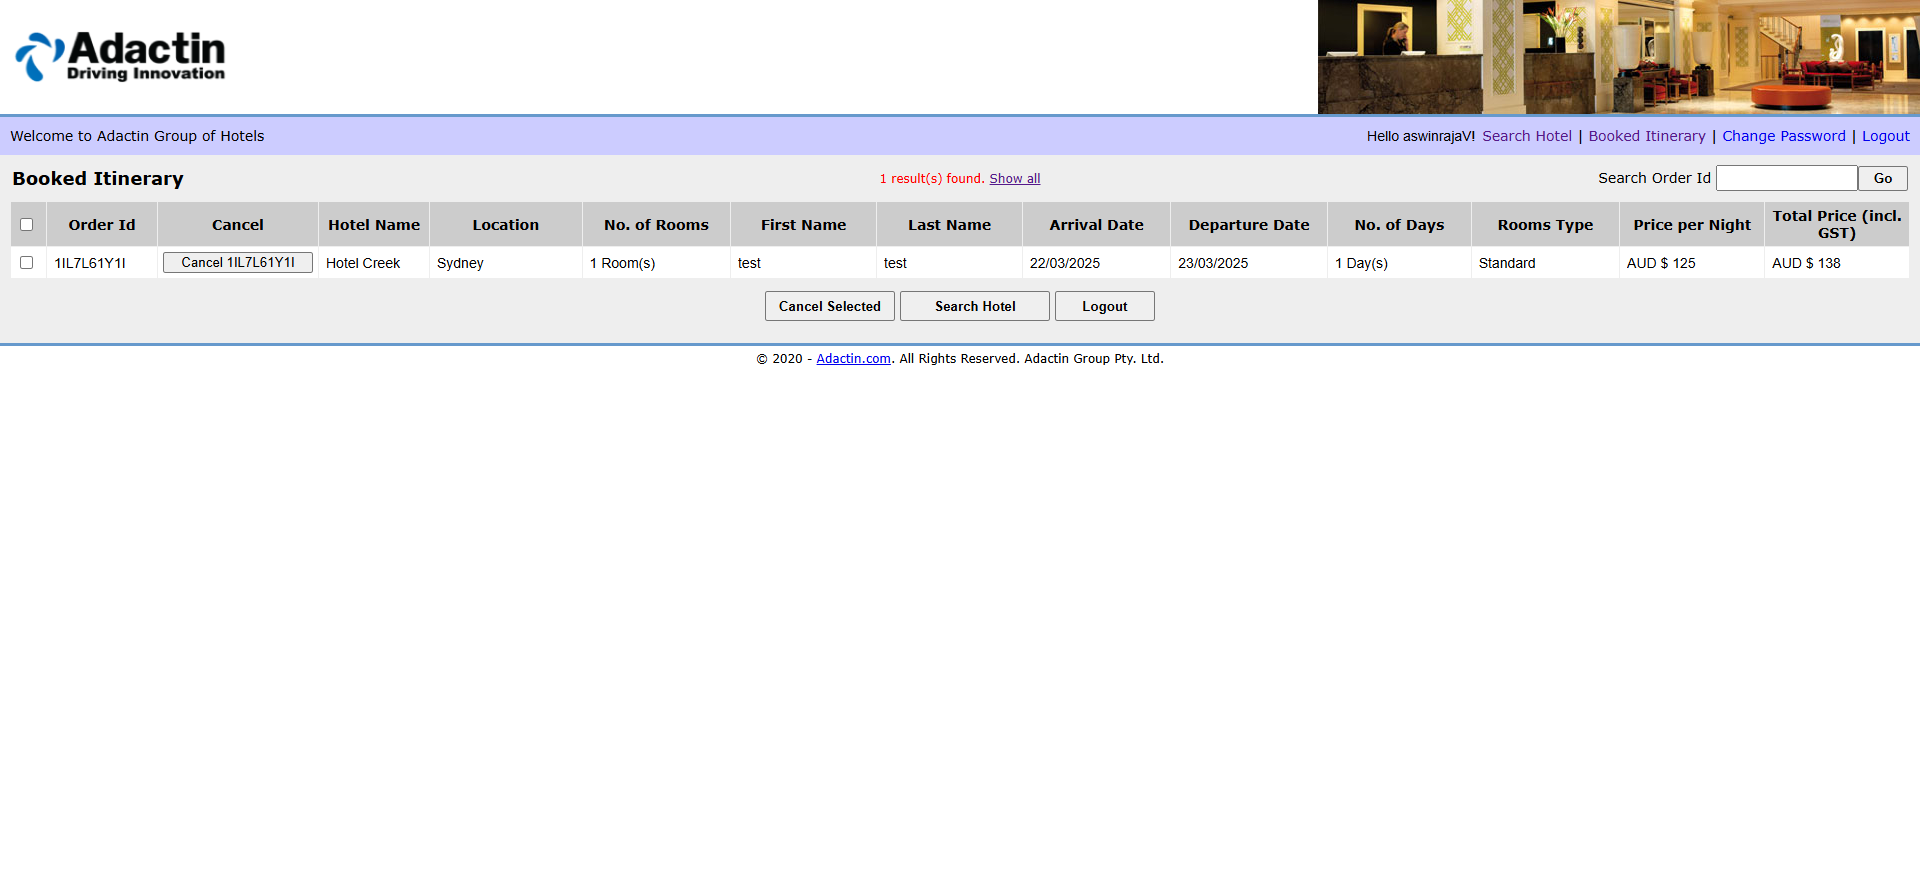 Adactin
Driving Innovation
Welcome to Adactin Group of Hotels
Hello aswinrajaV! Search Hotel | Booked Itinerary | Change Password | Logout
Booked Itinerary
1 result(s) found. Show all
Search Order Id Go
Order Id Cancel Hotel Name Location No. of Rooms First Name Last Name Arrival Date Departure Date No. of Days Rooms Type Price per Night Total Price (incl. GST)
1IL7L61Y1I Cancel 1IL7L61Y1I Hotel Creek Sydney 1 Room(s) test test 22/03/2025 23/03/2025 1 Day(s) Standard AUD $ 125 AUD $ 138
Cancel Selected Search Hotel Logout
© 2020 - Adactin.com. All Rights Reserved. Adactin Group Pty. Ltd.